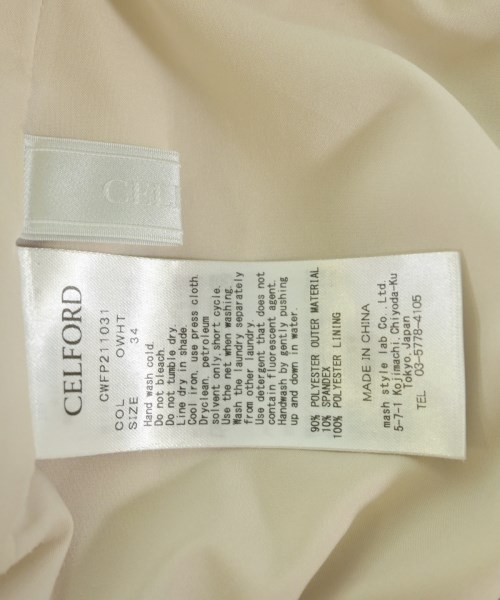 CELFORD
CWFP211031
COL OWHT
SIZE 34
Hand wash cold.
Do not bleach.
Do not tumble dry.
Line dry in shade.
Cool iron, use press cloth.
Dryclean, petroleum
solvent only, short cycle.
Use the net when washing.
Wash the laundry separately
from other laundry.
Use detergent that does not
contain fluorescent agent.
Handwash by gently pushing
up and down in water.
90% POLYESTER OUTER MATERIAL
10% SPANDEX
100% POLYESTER LINING
MADE IN CHINA
mash style lab Co. Ltd.
5-7-1 Kojimachi, Chiyoda-Ku
Tokyo, Japan
TEL 03-5778-4105